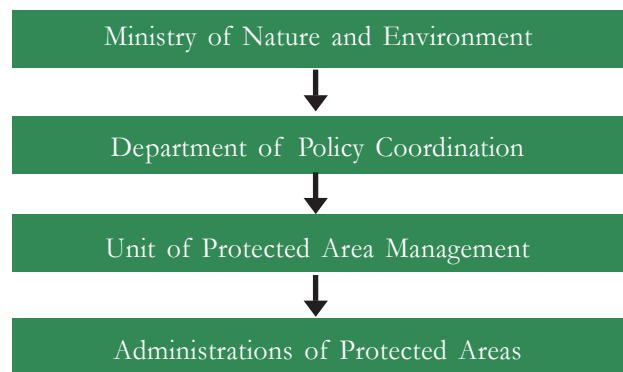 Ministry of Nature and Environment
Department of Policy Coordination
Unit of Protected Area Management
Administrations of Protected Areas